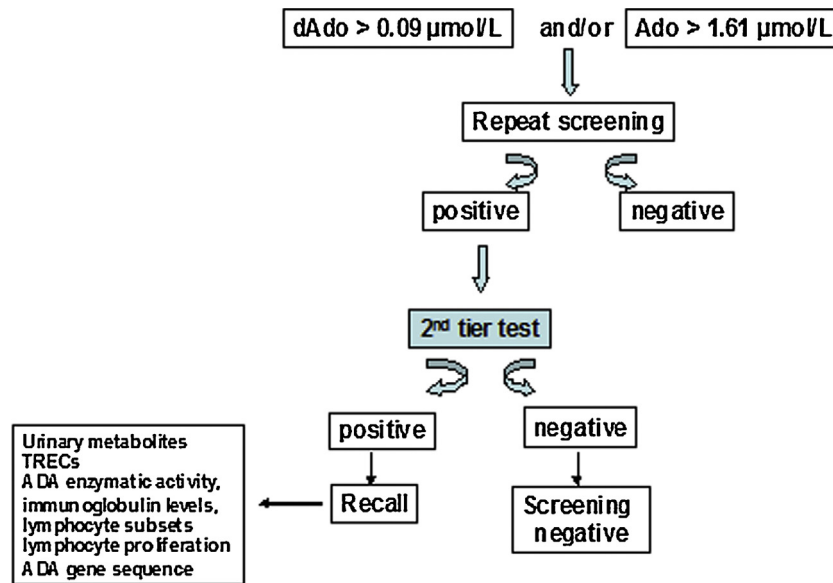 dAdo > 0.09 µmol/L and/or Ado > 1.61 µmol/L
Repeat screening
positive negative
2nd tier test
positive negative
Recall Screening
negative
Urinary metabolites
TRECs
ADA enzymatic activity,
immunoglobulin levels,
lymphocyte subsets
lymphocyte proliferation
ADA gene sequence